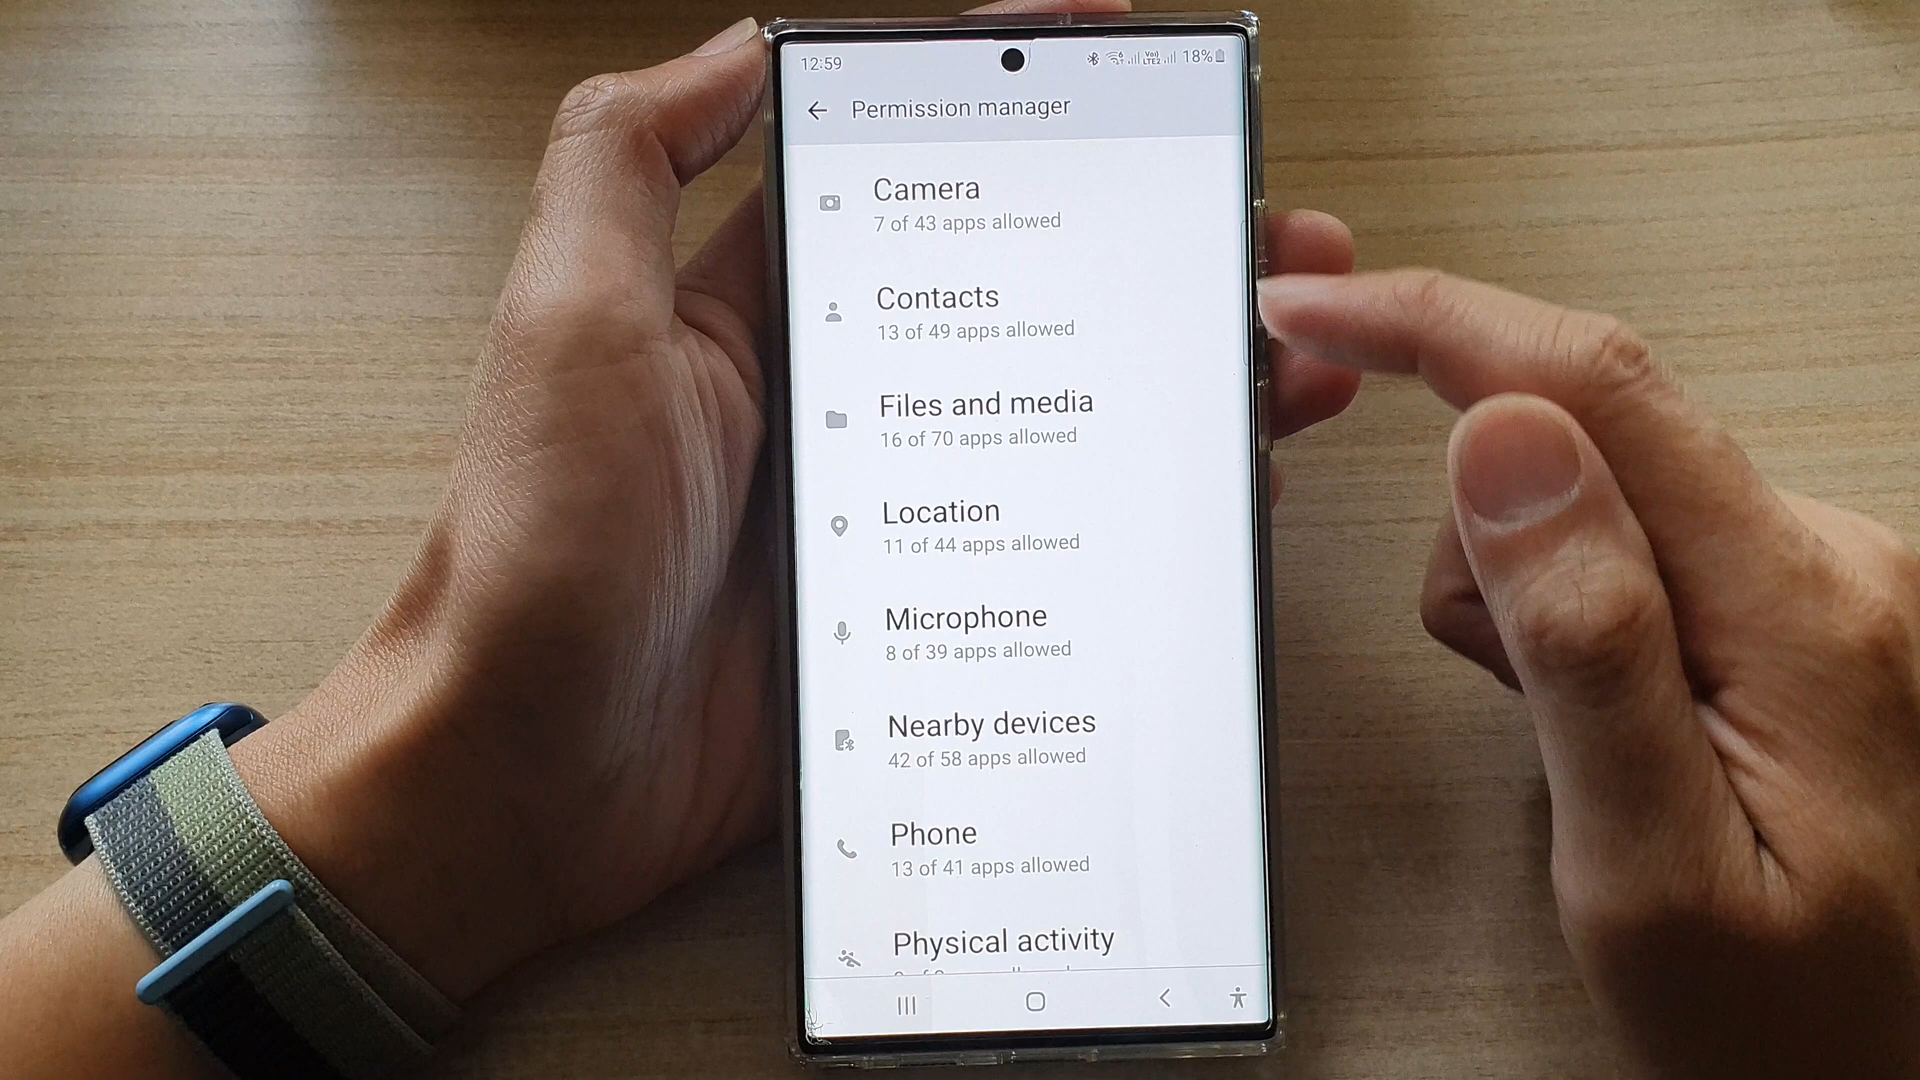 12:59
Vo)) LTE2 18%
Permission manager
Camera
7 of 43 apps allowed
Contacts
13 of 49 apps allowed
Files and media
16 of 70 apps allowed
Location
11 of 44 apps allowed
Microphone
8 of 39 apps allowed
Nearby devices
42 of 58 apps allowed
Phone
13 of 41 apps allowed
Physical activity